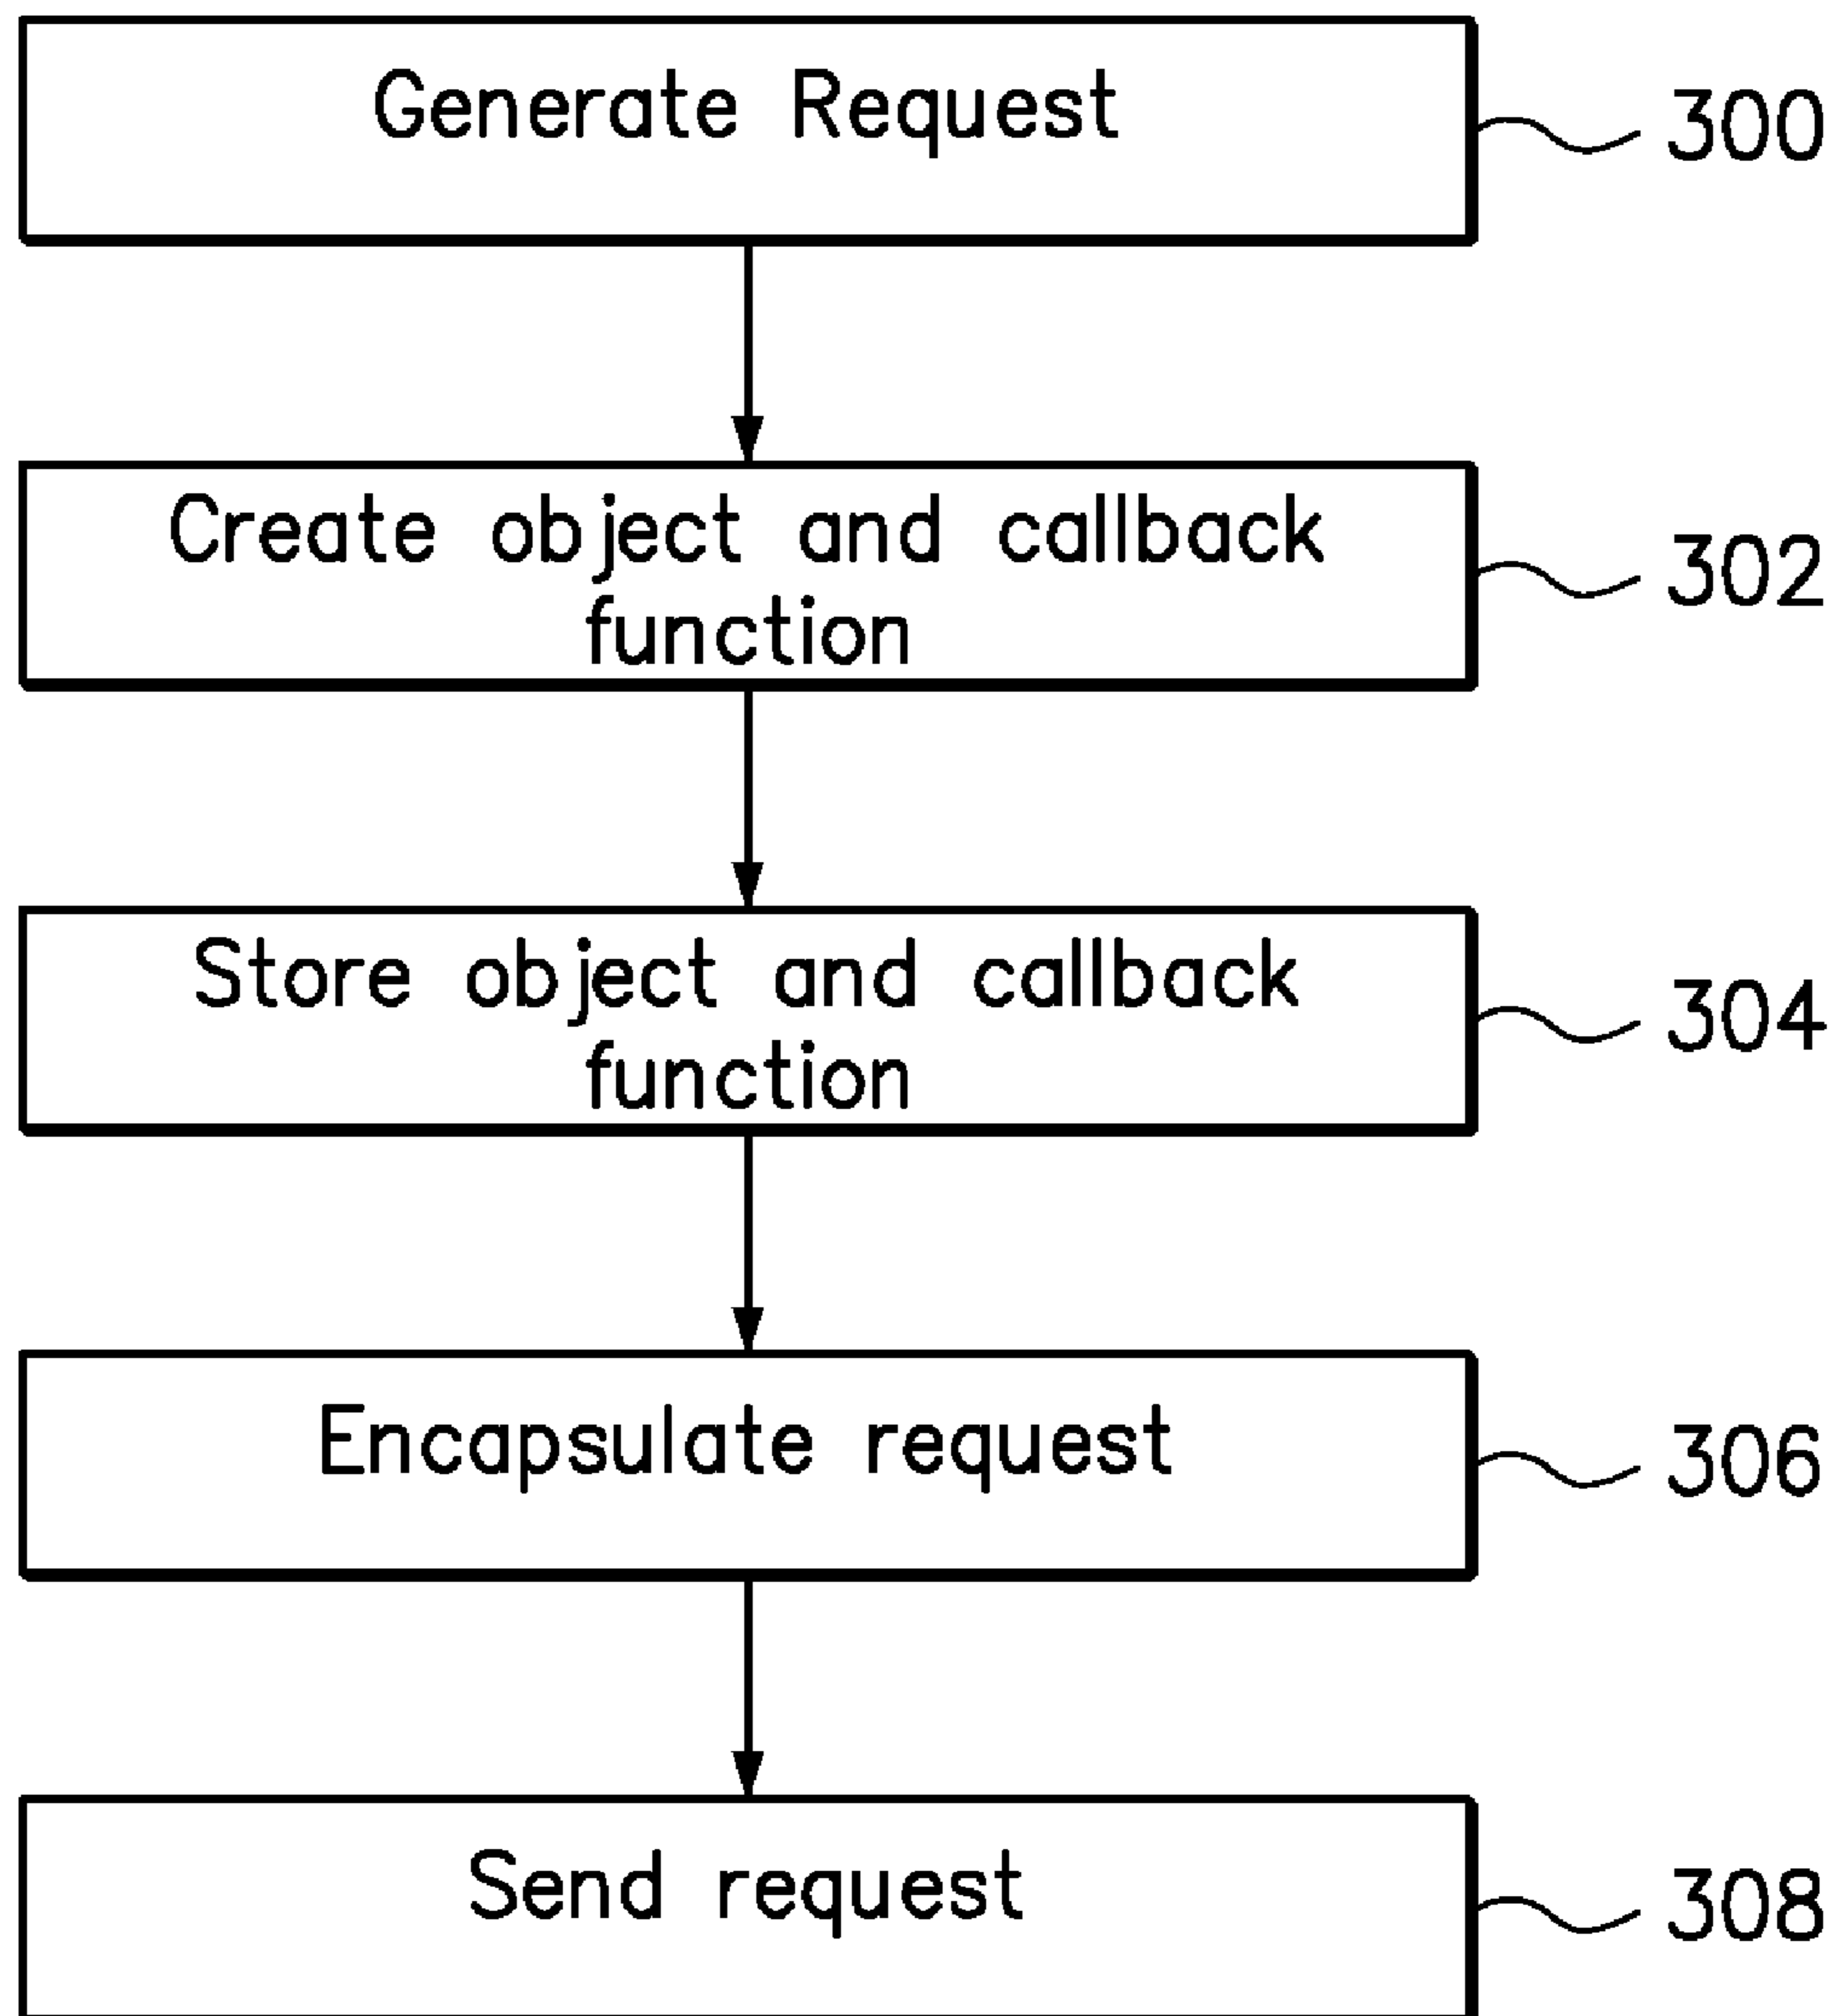 Generate Request
300
Create object and callback
function
302
Store object and callback
function
304
Encapsulate request
306
Send request
308